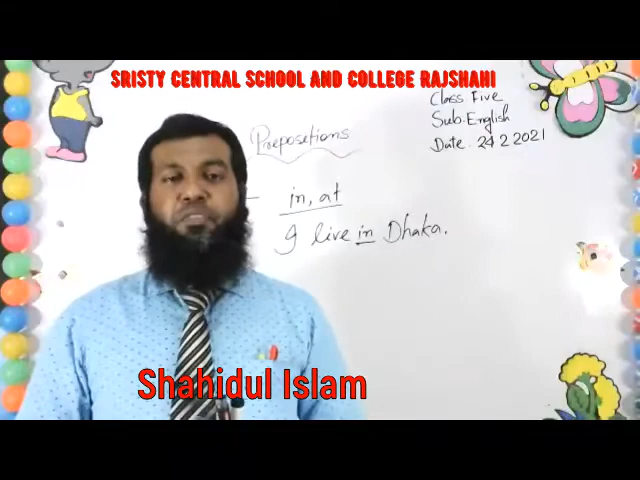 SRISTY CENTRAL SCHOOL AND COLLEGE RAJSHAHI
Class Five
Sub: English
Date. 24 2 2021
Prepositions
in, at
I live in Dhaka.
Shahidul Islam